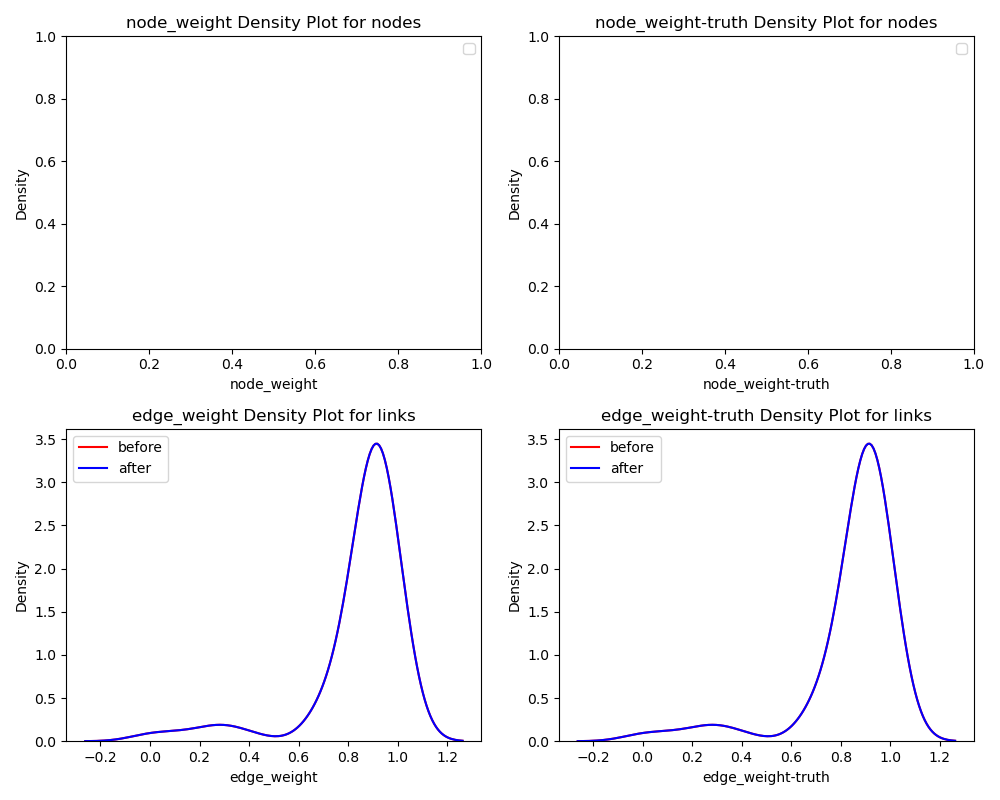 node_weight Density Plot for nodes
1.0
0.8
0.6
0.4
0.2
0.0
Density
0.0 0.2 0.4 0.6 0.8 1.0
node_weight
node_weight-truth Density Plot for nodes
1.0
0.8
0.6
0.4
0.2
0.0
Density
0.0 0.2 0.4 0.6 0.8 1.0
node_weight-truth
edge_weight Density Plot for links
before
after
3.5
3.0
2.5
2.0
1.5
1.0
0.5
0.0
Density
−0.2 0.0 0.2 0.4 0.6 0.8 1.0 1.2
edge_weight
edge_weight-truth Density Plot for links
before
after
3.5
3.0
2.5
2.0
1.5
1.0
0.5
0.0
Density
−0.2 0.0 0.2 0.4 0.6 0.8 1.0 1.2
edge_weight-truth